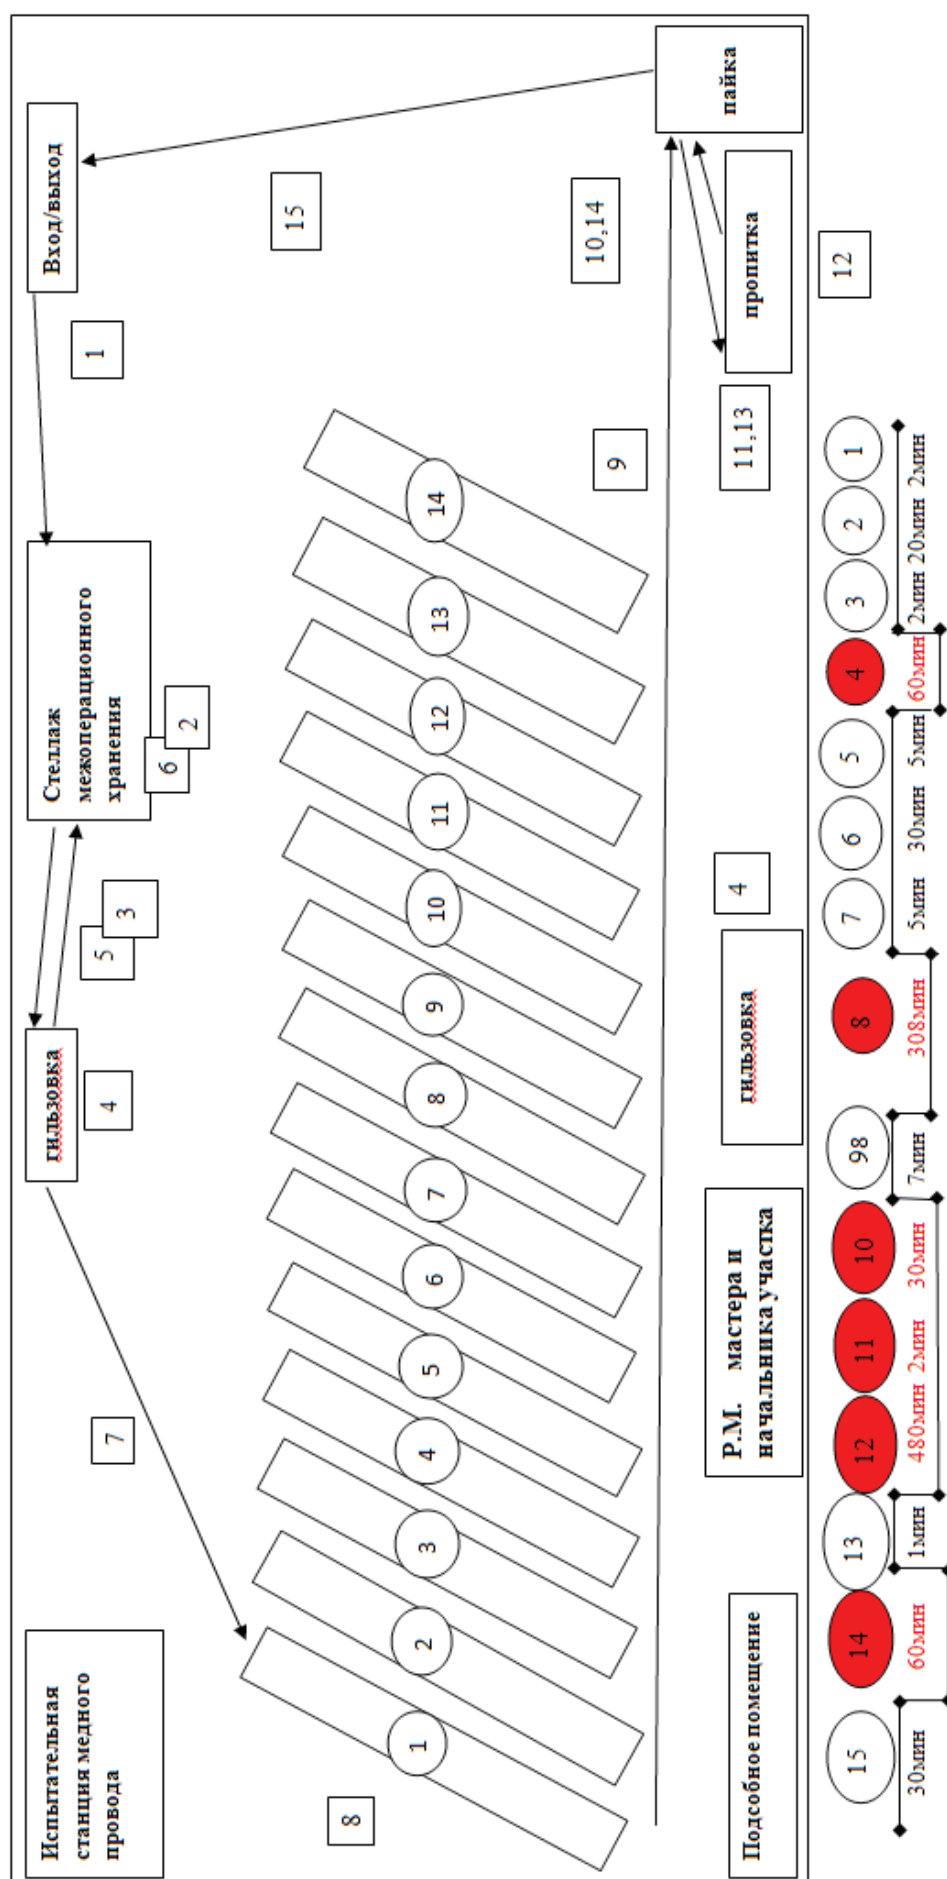 Испытательная
станция медного
провода
гильзовка
Стеллаж
межоперационного
хранения
Вход/выход
7
4
5
3
6
2
1
15
8
1
2
3
4
5
6
7
8
9
10
11
12
13
14
10,14
9
Подсобное помещение
Р.М. мастера и
начальника участка
гильзовка
4
11,13
пропитка
пайка
12
15 14 13 12 11 10 98 8 7 6 5 4 3 2 1
30мин 60мин 1мин 480мин 2мин 30мин 7мин 308мин 5мин 30мин 5мин 60мин 2мин 20мин 2мин